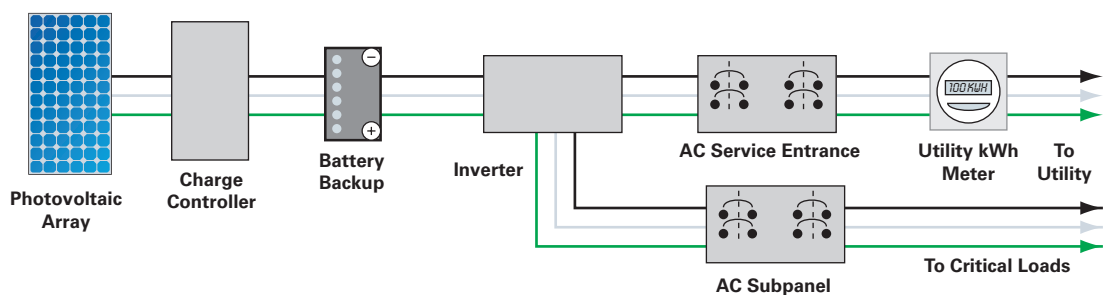 Photovoltaic
Array
Charge
Controller
−
+
Battery
Backup
Inverter
AC Service Entrance
100 KWH
Utility kWh
Meter
To
Utility
AC Subpanel
To Critical Loads